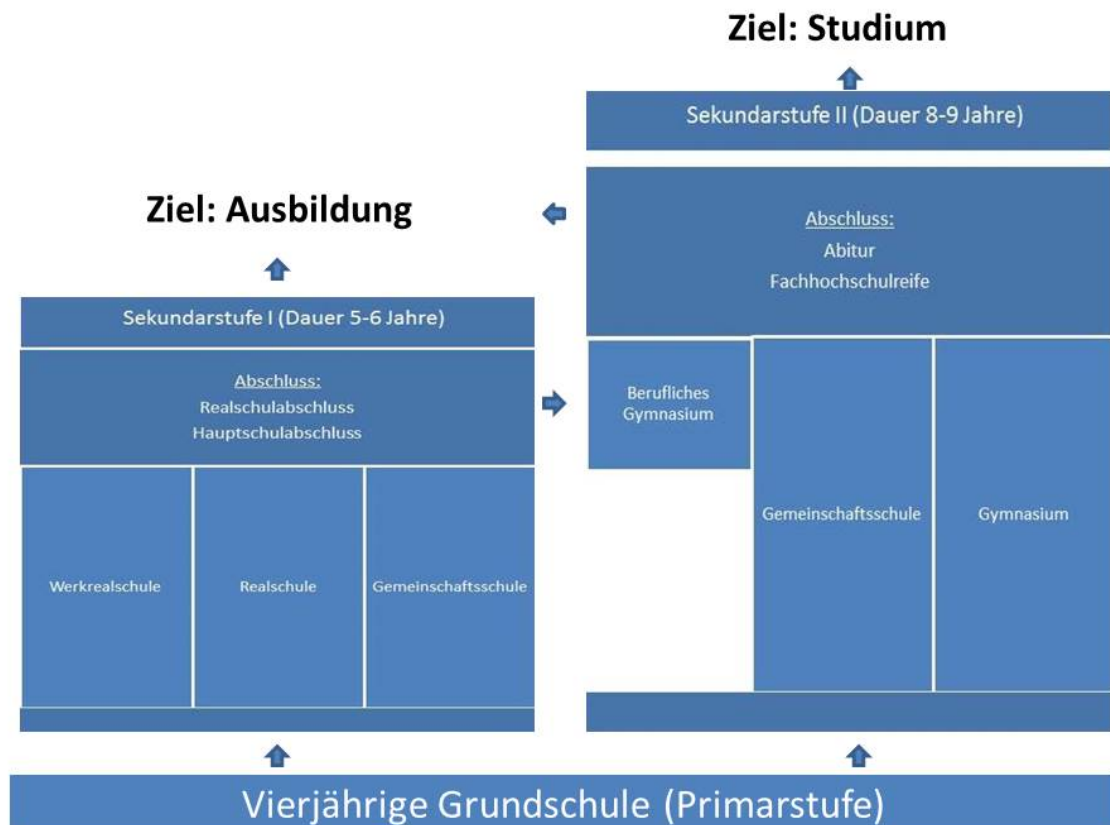 Ziel: Studium
Sekundarstufe II (Dauer 8-9 Jahre)
Ziel: Ausbildung
Abschluss:
Abitur
Fachhochschulreife
Sekundarstufe I (Dauer 5-6 Jahre)
Abschluss:
Realschulabschluss
Hauptschulabschluss
Berufliches
Gymnasium
Gemeinschaftsschule
Gymnasium
Werkrealschule
Realschule
Gemeinschaftsschule
Vierjährige Grundschule (Primarstufe)